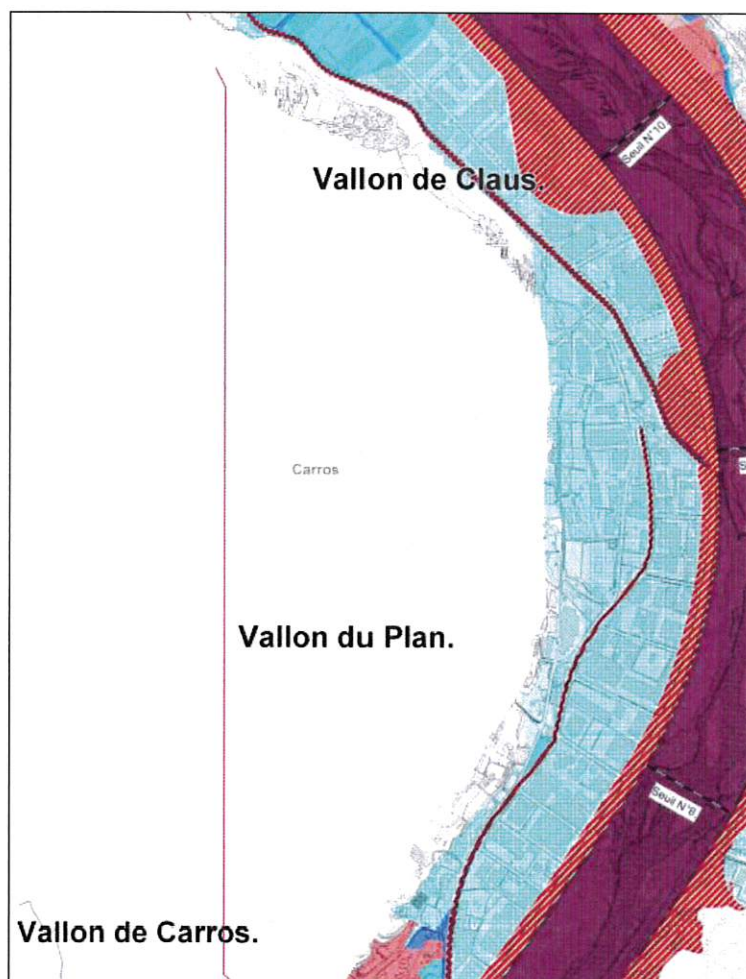 Seuil N°10
Vallon de Claus.
Carros
S
Vallon du Plan.
Seuil N°8
Vallon de Carros.